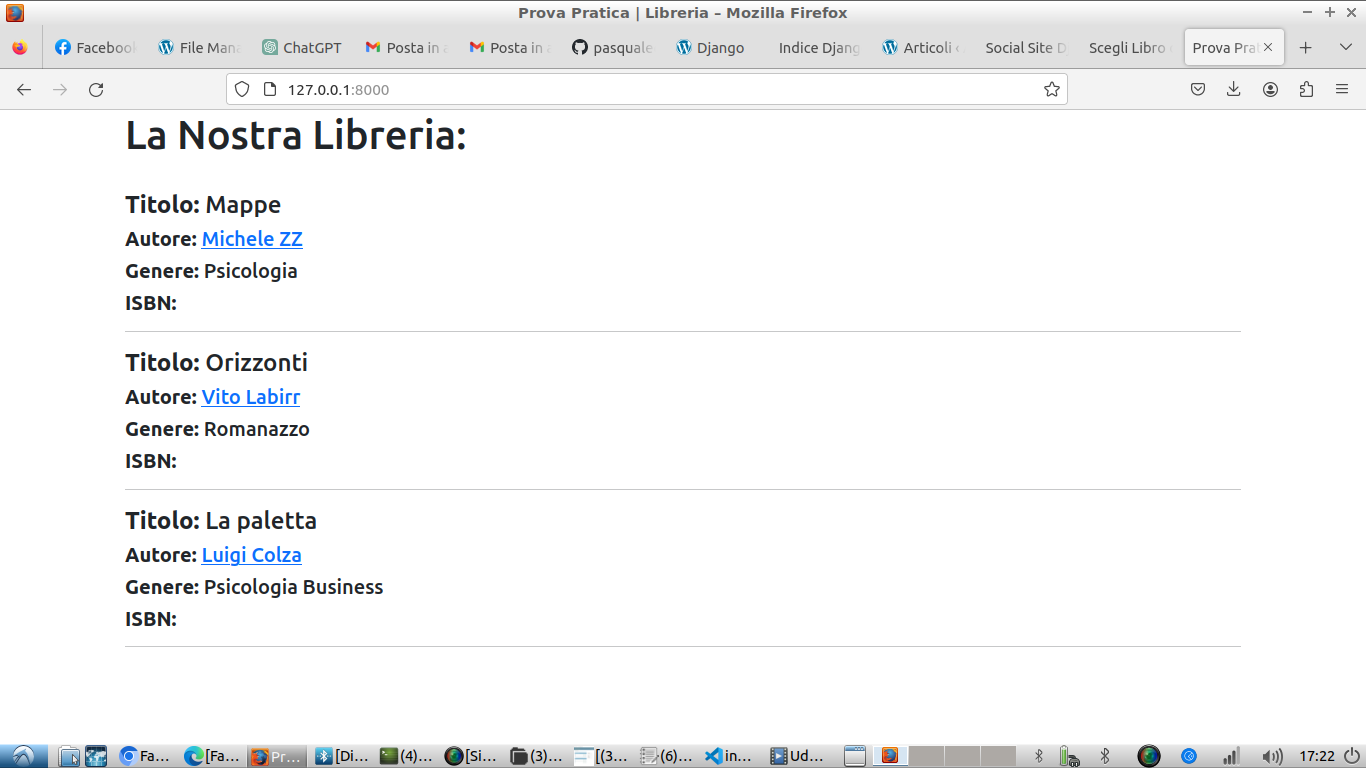 Prova Pratica | Libreria – Mozilla Firefox
Facebook
File Mana
ChatGPT
Posta in a
Posta in a
pasquale
Django
Indice Djang
Articoli ‹
Social Site D
Scegli Libro
Prova Prat
127.0.0.1:8000
La Nostra Libreria:
Titolo: Mappe
Autore: Michele ZZ
Genere: Psicologia
ISBN:
Titolo: Orizzonti
Autore: Vito Labirr
Genere: Romanazzo
ISBN:
Titolo: La paletta
Autore: Luigi Colza
Genere: Psicologia Business
ISBN:
Fa...
[Fa...
Pr...
[Di...
(4)...
[Si...
(3)...
[(3...
(6)...
in...
Ud...
17:22